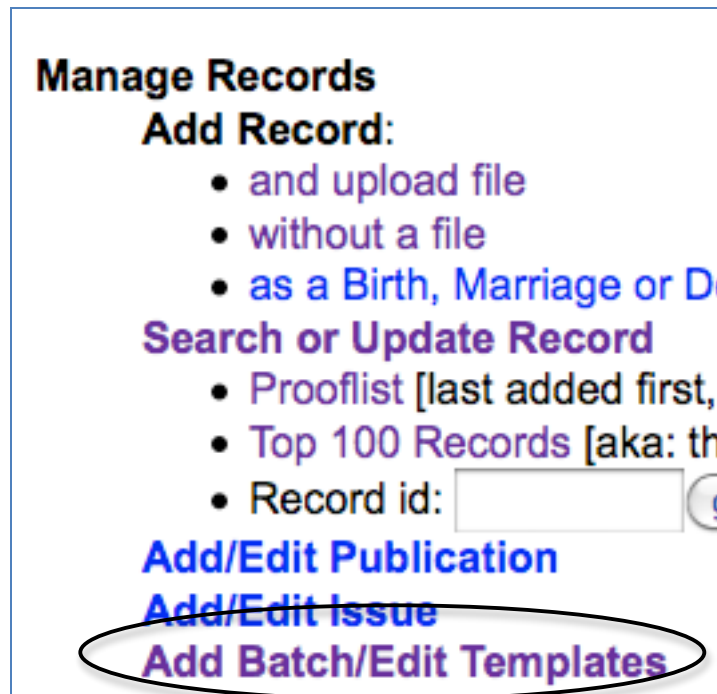 Manage Records
Add Record:
• and upload file
• without a file
• as a Birth, Marriage or
Search or Update Record
• Prooflist [last added first,
• Top 100 Records [aka:
• Record id:
Add/Edit Publication
Add/Edit Issue
Add Batch/Edit Templates